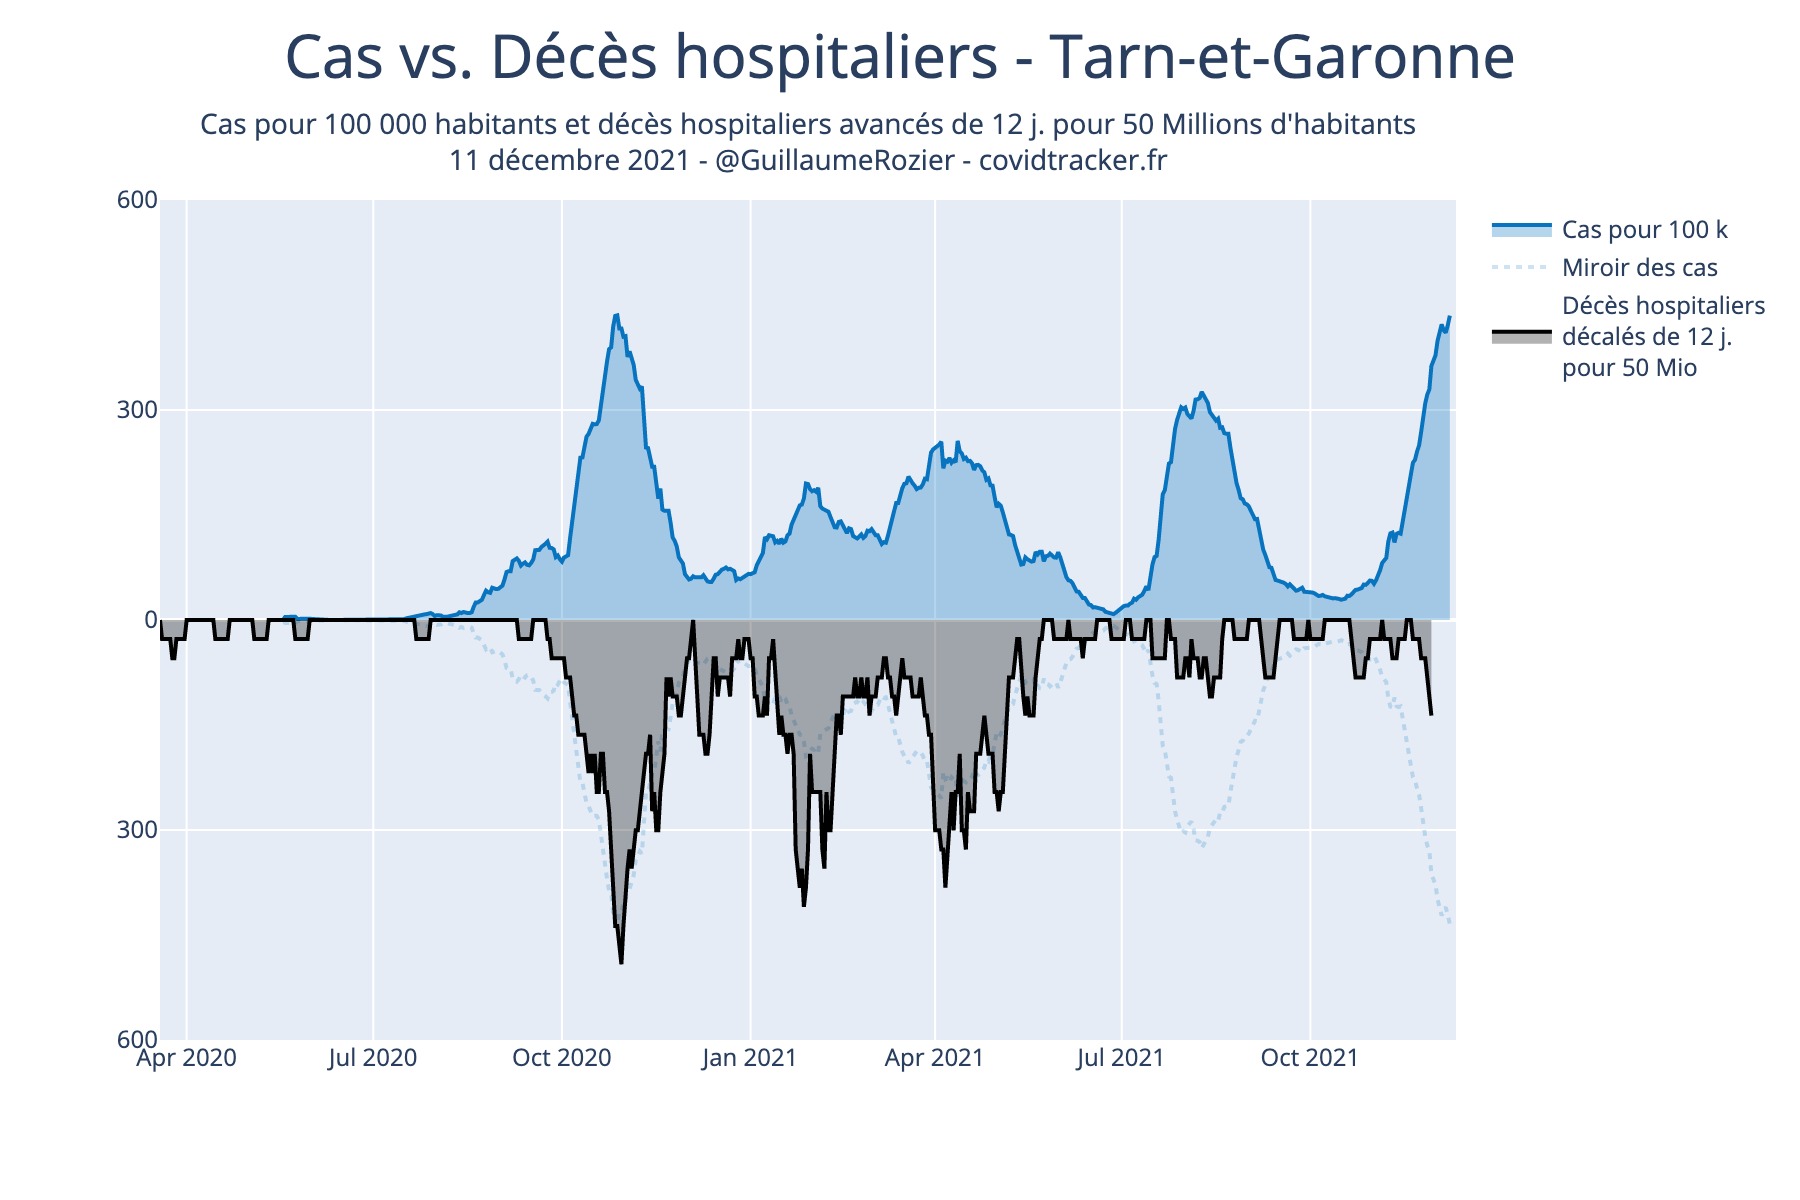 Cas vs. Décès hospitaliers - Tarn-et-Garonne
Cas pour 100 000 habitants et décès hospitaliers avancés de 12 j. pour 50 Millions d'habitants
11 décembre 2021 - @GuillaumeRozier - covidtracker.fr
600
300
0
300
600
Apr 2020
Jul 2020
Oct 2020
Jan 2021
Apr 2021
Jul 2021
Oct 2021
Cas pour 100 k
Miroir des cas
Décès hospitaliers
décalés de 12 j.
pour 50 Mio